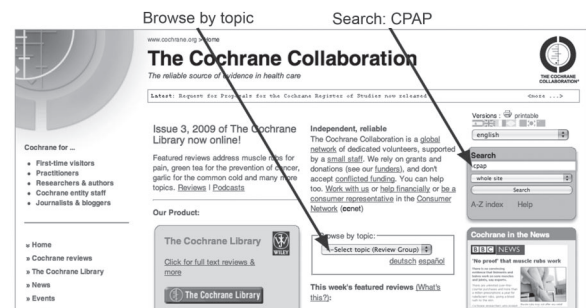 Browse by topic
Search: CPAP
www.cochrane.org > Home
The Cochrane Collaboration
The reliable source of evidence in health care
THE COCHRANE
COLLABORATION
Latest: Request for Proposals for the Cochrane Register of Studies now released
<more ...>
Versions : printable
english
Cochrane for ...
First-time visitors
Practitioners
Researchers & authors
Cochrane entity staff
Journalists & bloggers
» Home
» Cochrane reviews
» The Cochrane Library
» News
» Events
Issue 3, 2009 of The Cochrane
Library now online!
Featured reviews address muscle rubs for
pain, green tea for the prevention of cancer,
garlic for the common cold and many more
topics. Reviews | Podcasts
Our Product:
The Cochrane Library
WILEY
Click for full text reviews &
more
The Cochrane Library
Independent, reliable
The Cochrane Collaboration is a global
network of dedicated volunteers, supported
by a small staff. We rely on grants and
donations (see our funders), and don't
accept conflicted funding. You can help
too. Work with us or help financially or be a
consumer representative in the Consumer
Network (ccnet)
Browse by topic:
--Select topic (Review Group)
deutsch español
This week's featured reviews (What's
this?):
Search
cpap
whole site
Search
A-Z index Help
Cochrane in the News
BBC NEWS
'No proof' that muscle rubs work